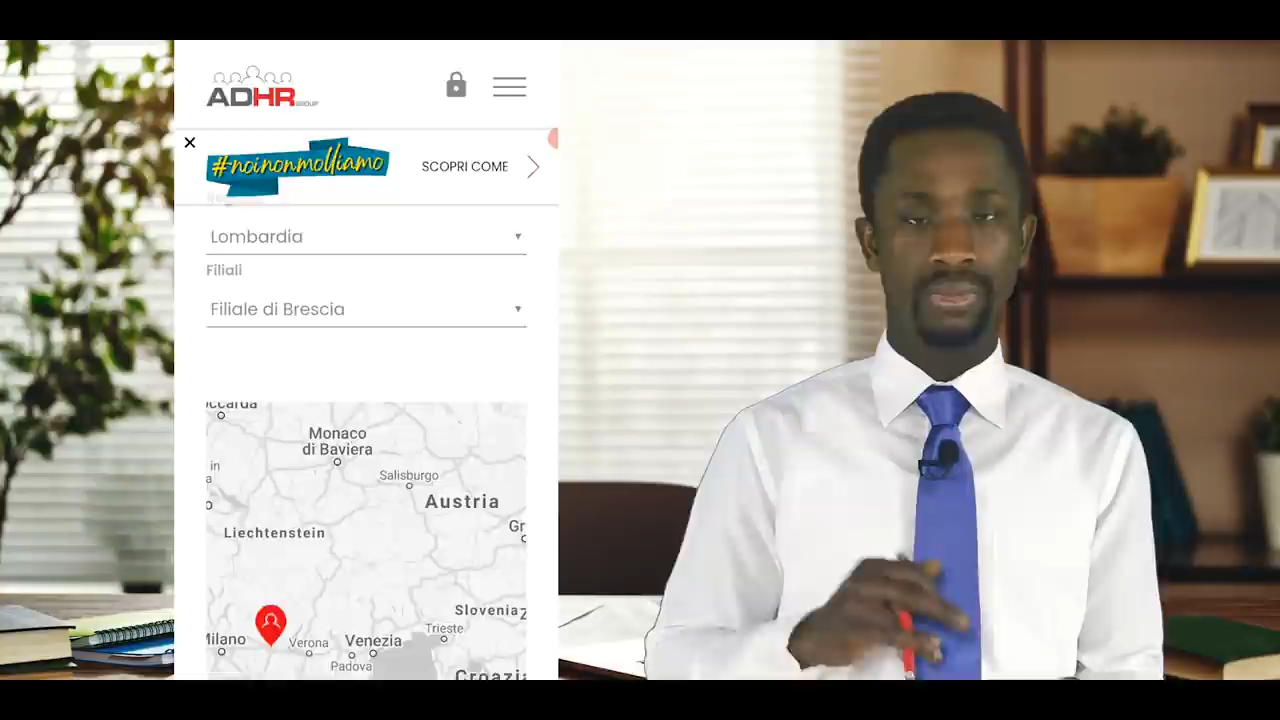 ADHR GROUP
#noinonmolliamo
SCOPRI COME
Lombardia
Filiali
Filiale di Brescia
Monaco
di Baviera
Salisburgo
Austria
Liechtenstein
Slovenia
Trieste
Milano
Verona
Venezia
Padova
Croazia